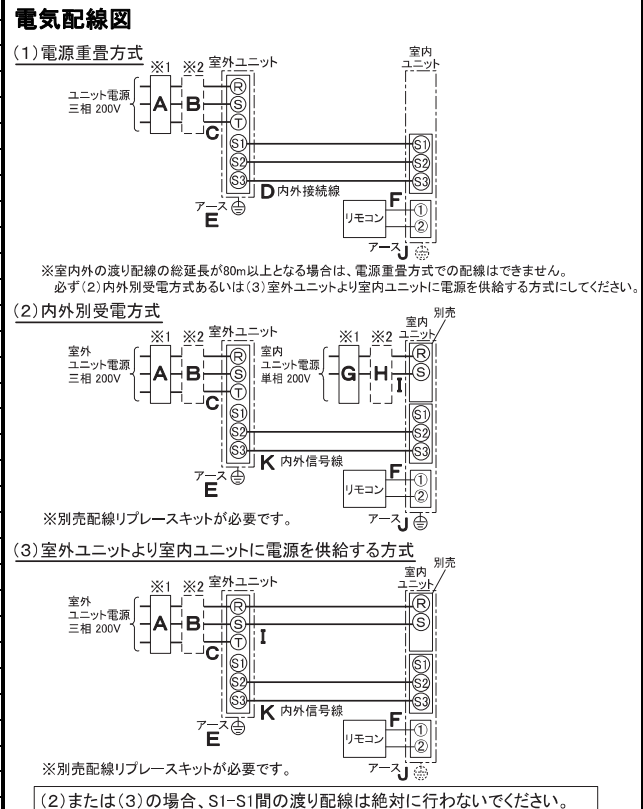 電気配線図
(1)電源重畳方式
※1 ※2 室外ユニット
室内
ユニット
ユニット電源
三相 200V
A B C
R
S
T
S1
S2
S3
S1
S2
S3
D 内外接続線
アース
E
F
リモコン
①
②
アース J
※室内外の渡り配線の総延長が80m以上となる場合は、電源重畳方式での配線はできません。
必ず(2)内外別受電方式あるいは(3)室外ユニットより室内ユニットに電源を供給する方式にしてください。
(2)内外別受電方式
※1 ※2 室外ユニット
※1 ※2
室内
ユニット
別売
室外
ユニット電源
三相 200V
A B C
R
S
T
S1
S2
S3
室内
ユニット電源
単相 200V
G H I
R
S
S1
S2
S3
K 内外信号線
アース
E
F
リモコン
①
②
アース J
※別売配線リプレースキットが必要です。
(3)室外ユニットより室内ユニットに電源を供給する方式
※1 ※2 室外ユニット
室内
ユニット
別売
室外
ユニット電源
三相 200V
A B C
R
S
T
S1
S2
S3
I
R
S
S1
S2
S3
K 内外信号線
アース
E
F
リモコン
①
②
アース J
※別売配線リプレースキットが必要です。
(2)または(3)の場合、S1-S1間の渡り配線は絶対に行わないでください。